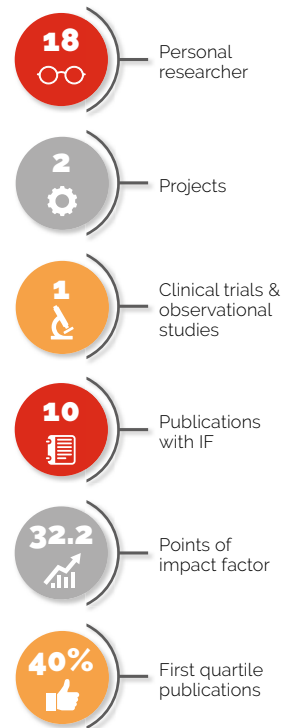 18
Personal
researcher
2
Projects
1
Clinical trials &
observational
studies
10
Publications
with IF
32.2
Points of
impact factor
40%
First quartile
publications